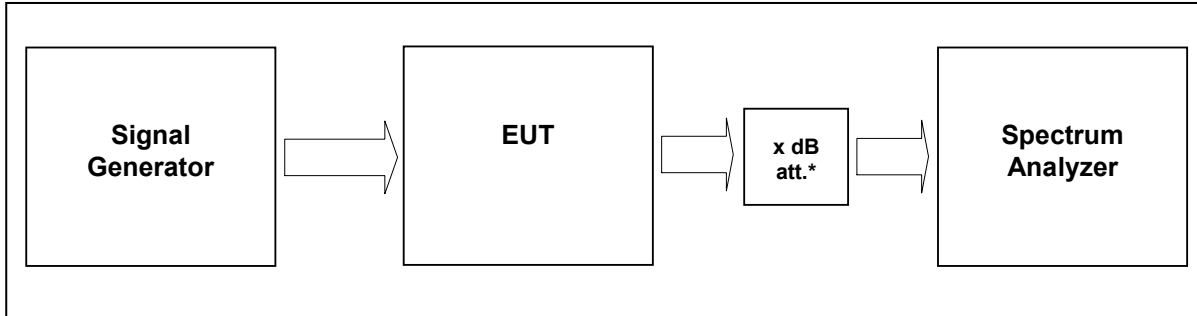 Signal
Generator
EUT
x dB
att.*
Spectrum
Analyzer